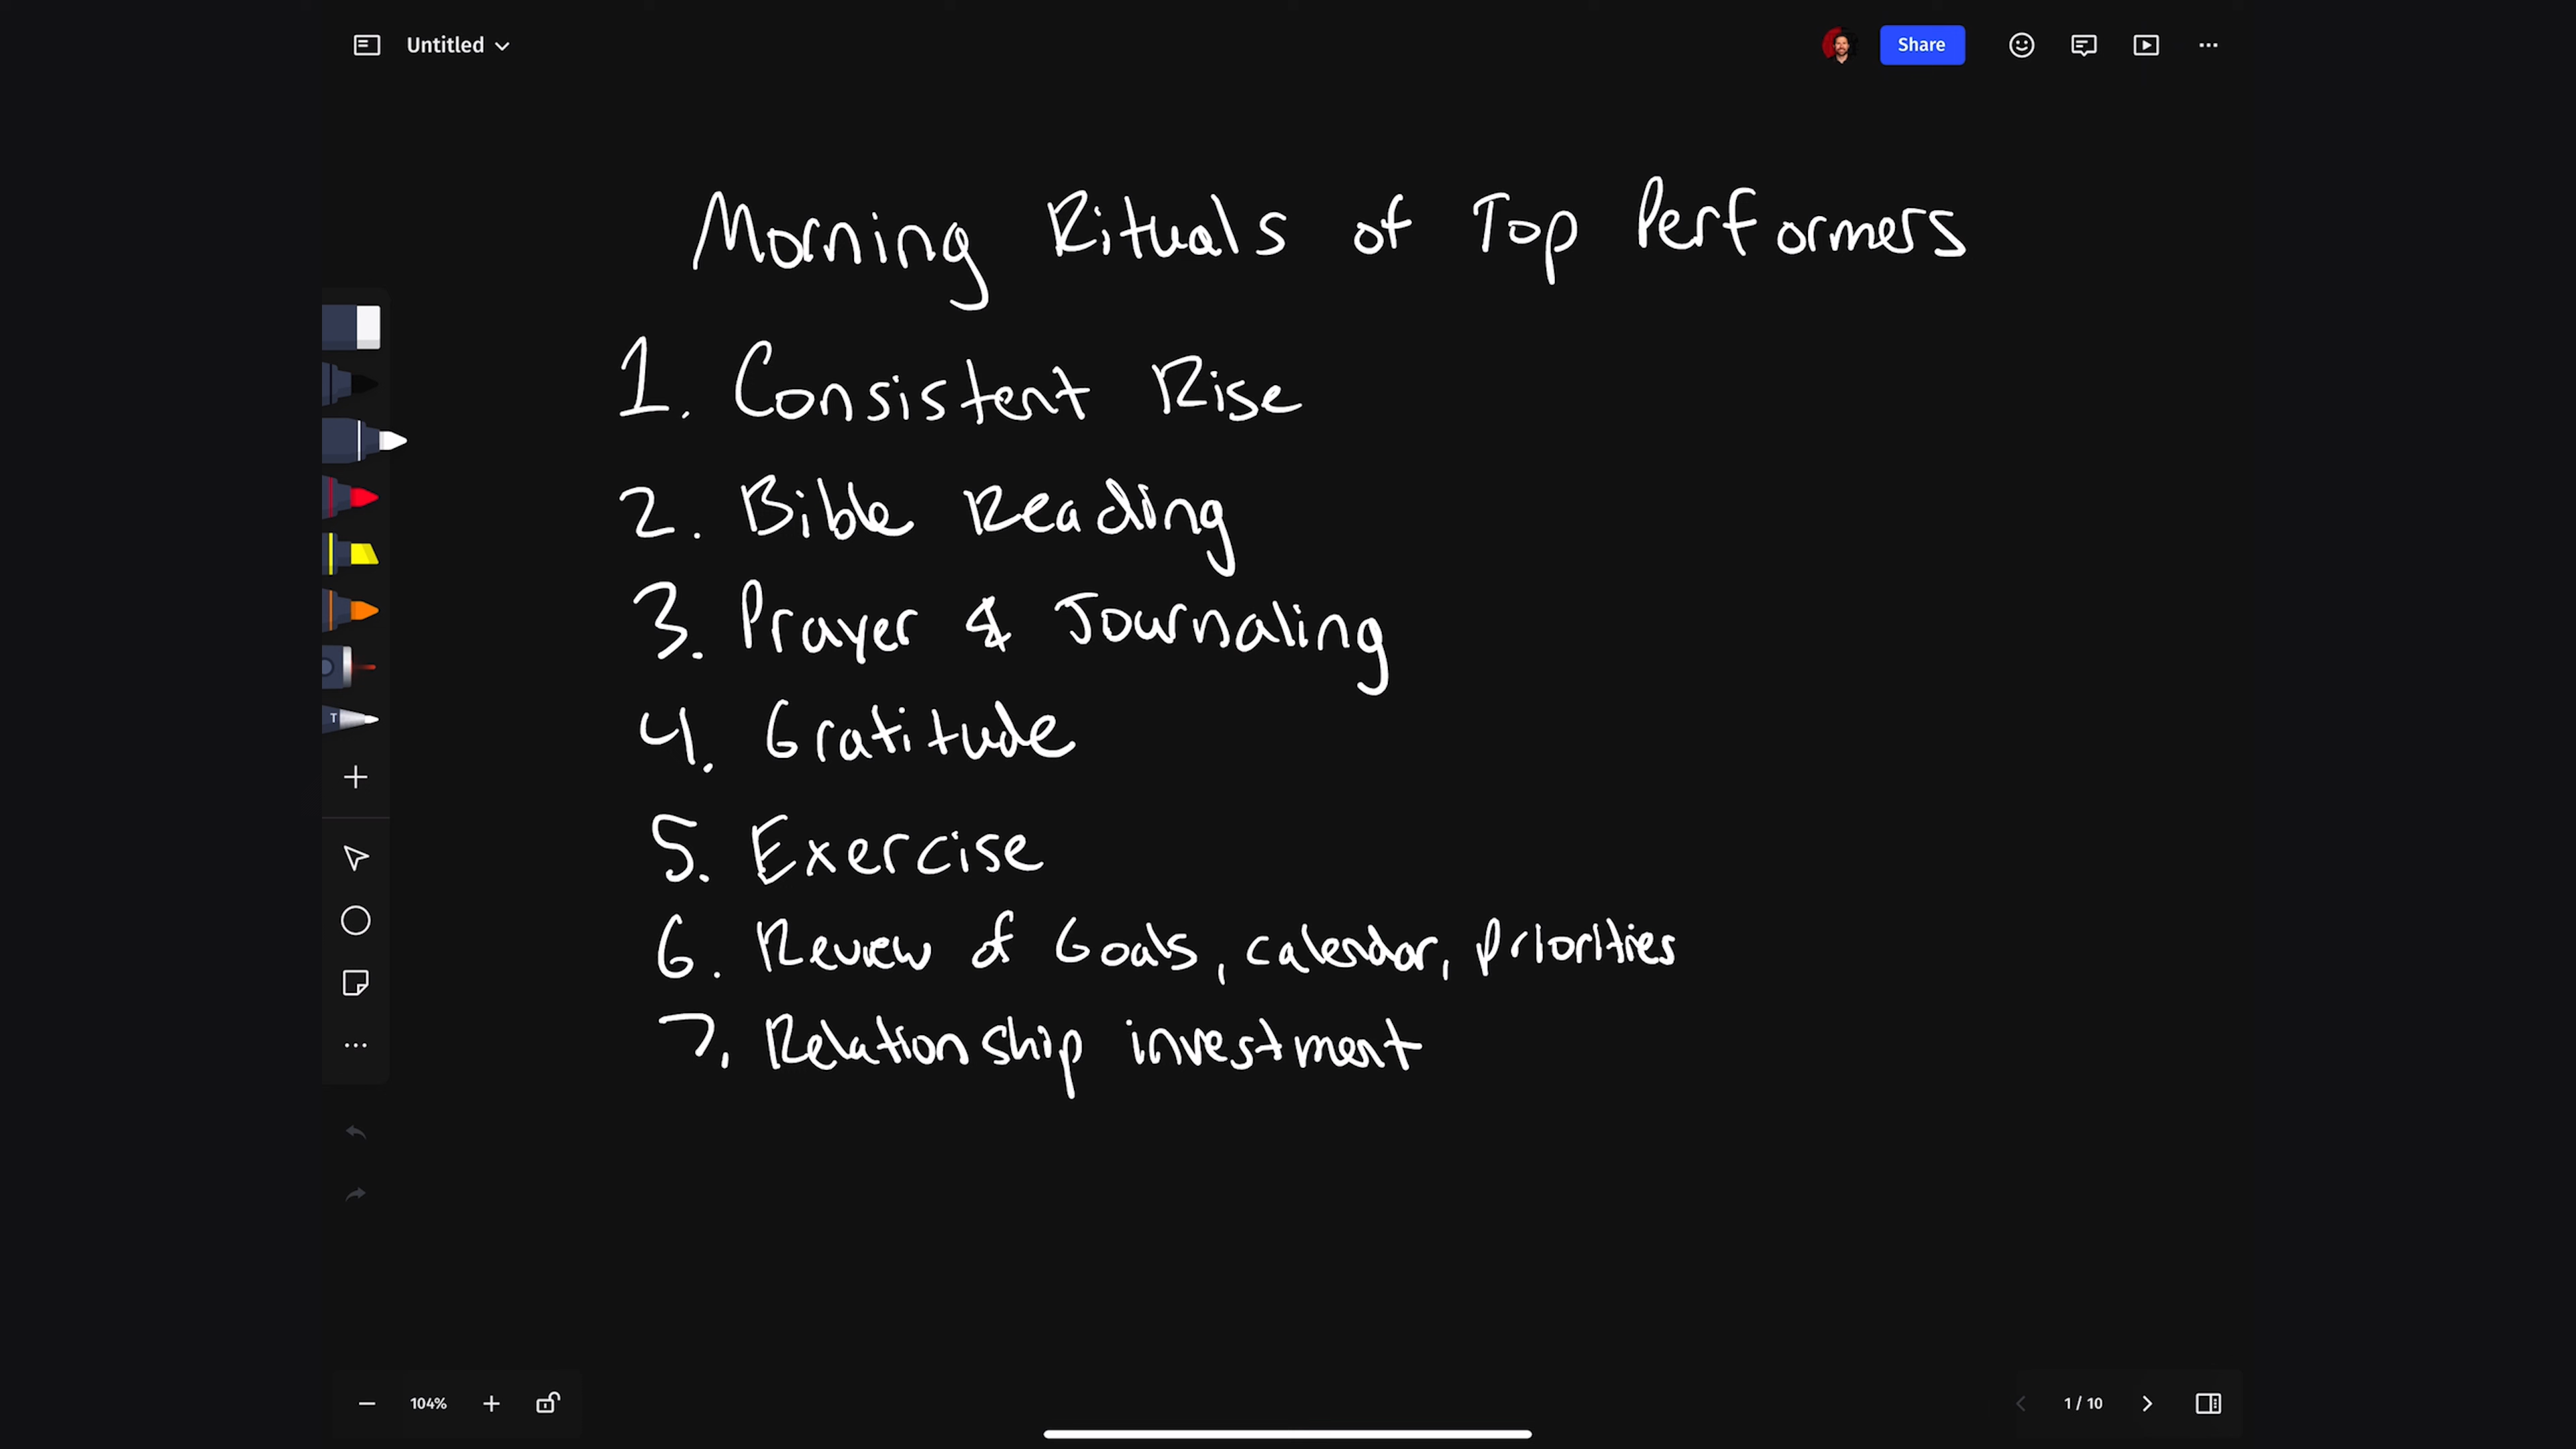 Untitled
Share
Morning Rituals of Top Performers
1. Consistent Rise
2. Bible Reading
3. Prayer & Journaling
4. Gratitude
5. Exercise
6. Review of Goals, calendar, priorities
7. Relationship investment
T
104%
1 / 10